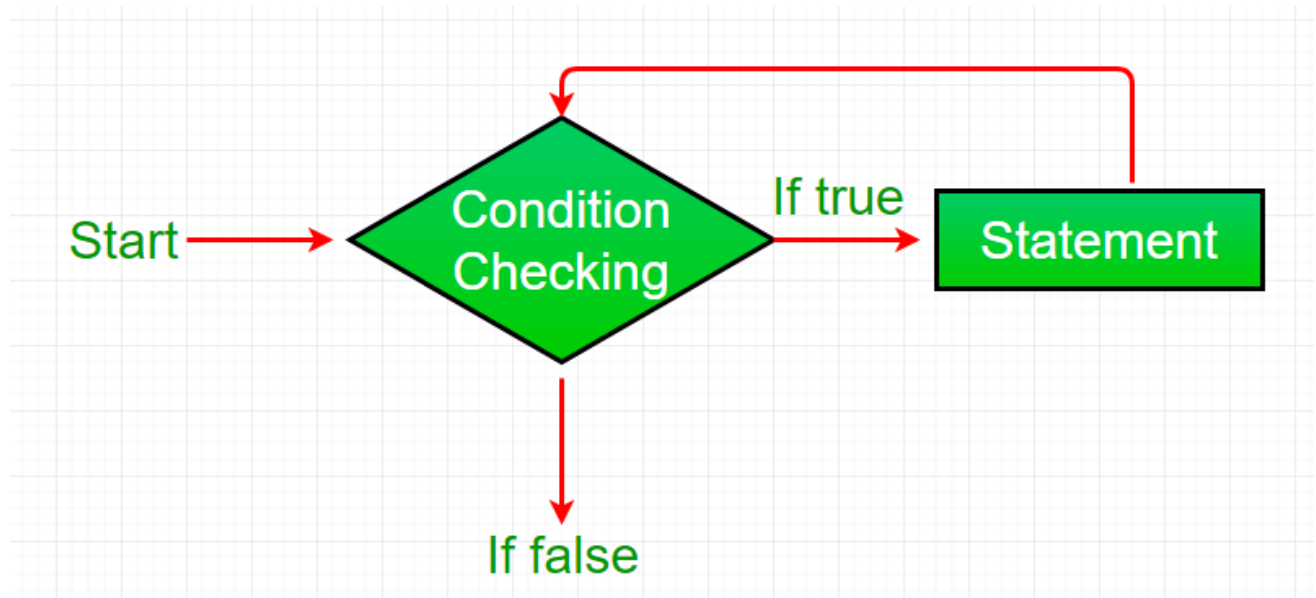 Start
Condition
Checking
If true
Statement
If false